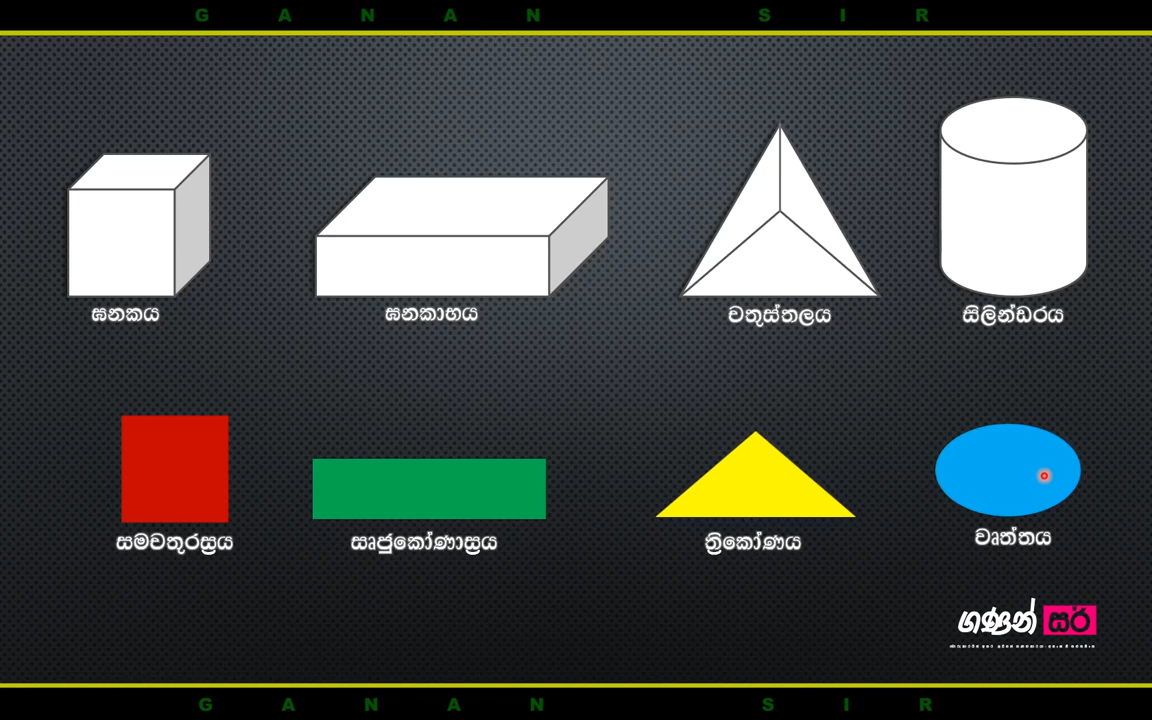 G A N A N S I R
ඝනකය
ඝනකාභය
චතුස්තලය
සිලින්ඩරය
සමචතුරස්‍රය
සෘජුකෝණාස්‍රය
ත්‍රිකෝණය
වෘත්තය
ගණන් සර්
G A N A N S I R